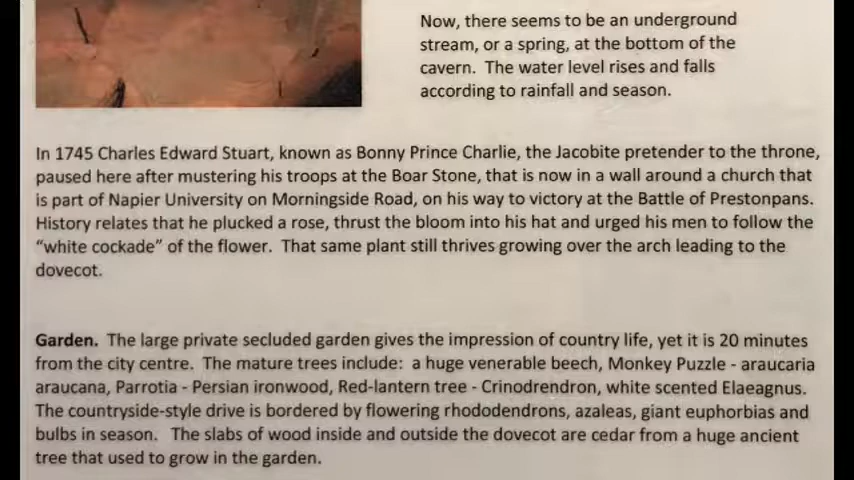 Now, there seems to be an underground
stream, or a spring, at the bottom of the
cavern.  The water level rises and falls
according to rainfall and season.
In 1745 Charles Edward Stuart, known as Bonny Prince Charlie, the Jacobite pretender to the throne,
paused here after mustering his troops at the Boar Stone, that is now in a wall around a church that
is part of Napier University on Morningside Road, on his way to victory at the Battle of Prestonpans.
History relates that he plucked a rose, thrust the bloom into his hat and urged his men to follow the
“white cockade” of the flower.  That same plant still thrives growing over the arch leading to the
dovecot.
Garden.  The large private secluded garden gives the impression of country life, yet it is 20 minutes
from the city centre.  The mature trees include:  a huge venerable beech, Monkey Puzzle - araucaria
araucana, Parrotia - Persian ironwood, Red-lantern tree - Crinodrendron, white scented Elaeagnus.
The countryside-style drive is bordered by flowering rhododendrons, azaleas, giant euphorbias and
bulbs in season.   The slabs of wood inside and outside the dovecot are cedar from a huge ancient
tree that used to grow in the garden.